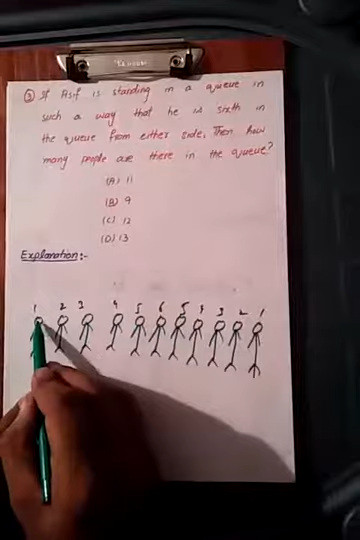 ③ If Asif is standing in a queue in
such a way that he is sixth in
the queue from either side, Then how
many people are there in the queue?
(A) 11
(B) 9
(C) 12
(D) 13
Explanation:-
1 2 3 4 5 6 5 4 3 2 1